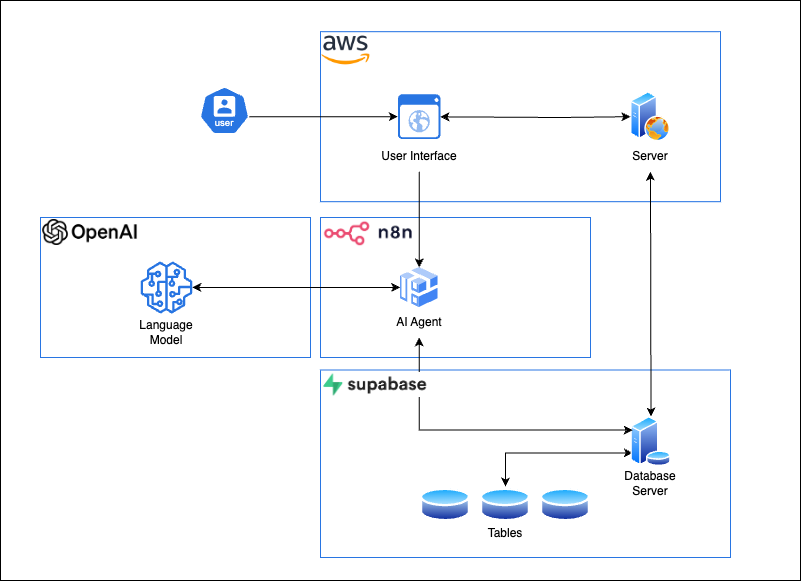 aws
user
User Interface
Server
OpenAI
n8n
Language
Model
AI Agent
supabase
Database
Server
Tables